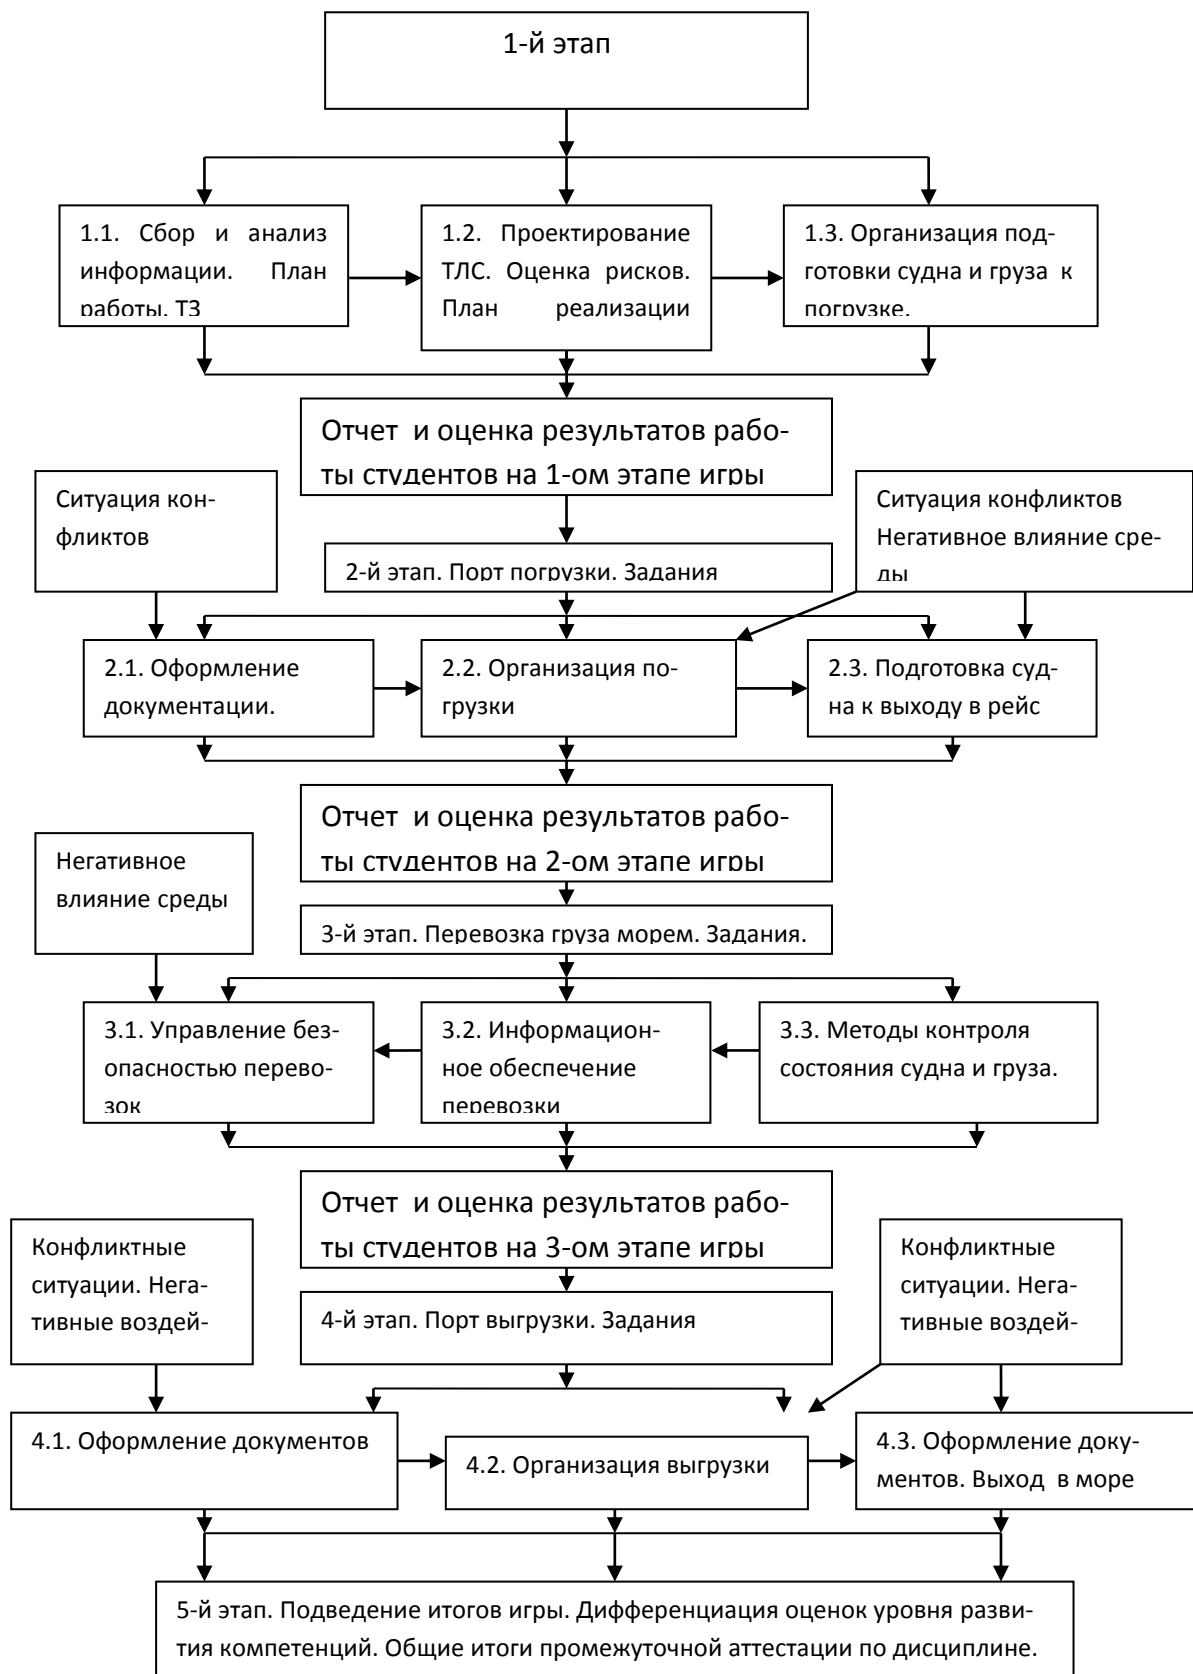 1-й этап
1.1. Сбор и анализ
информации. План
работы. ТЗ
1.2. Проектирование
ТЛС. Оценка рисков.
План реализации
1.3. Организация под-
готовки судна и груза к
погрузке.
Отчет и оценка результатов рабо-
ты студентов на 1-ом этапе игры
Ситуация кон-
фликтов
Ситуация конфликтов
Негативное влияние сре-
ды
2-й этап. Порт погрузки. Задания
2.1. Оформление
документации.
2.2. Организация по-
грузки
2.3. Подготовка суд-
на к выходу в рейс
Отчет и оценка результатов рабо-
ты студентов на 2-ом этапе игры
Негативное
влияние среды
3-й этап. Перевозка груза морем. Задания.
3.1. Управление без-
опасностью перево-
зок
3.2. Информацион-
ное обеспечение
перевозки
3.3. Методы контроля
состояния судна и груза.
Отчет и оценка результатов рабо-
ты студентов на 3-ом этапе игры
Конфликтные
ситуации. Нега-
тивные воздей-
Конфликтные
ситуации. Нега-
тивные воздей-
4-й этап. Порт выгрузки. Задания
4.1. Оформление документов
4.2. Организация выгрузки
4.3. Оформление доку-
ментов. Выход в море
5-й этап. Подведение итогов игры. Дифференциация оценок уровня разви-
тия компетенций. Общие итоги промежуточной аттестации по дисциплине.